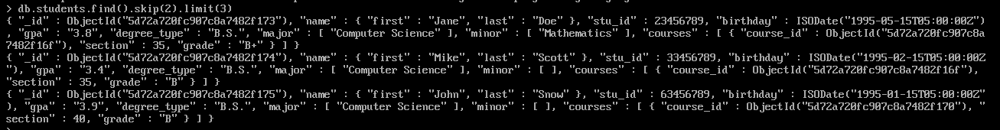 > db.students.find().skip(2).limit(3)
{ "_id" : ObjectId("5d72a720fc907c8a7482f173"), "name" : { "first" : "Jane", "last" : "Doe" }, "stu_id" : 23456789, "birthday" : ISODate("1995-05-15T05:00:00Z")
, "gpa" : "3.8", "degree_type" : "B.S.", "major" : [ "Computer Science" ], "minor" : [ "Mathematics" ], "courses" : [ { "course_id" : ObjectId("5d72a720fc907c8a
7482f16f"), "section" : 35, "grade" : "B+" } ] }
{ "_id" : ObjectId("5d72a720fc907c8a7482f174"), "name" : { "first" : "Mike", "last" : "Scott" }, "stu_id" : 33456789, "birthday" : ISODate("1995-02-15T05:00:00Z
"), "gpa" : "3.4", "degree_type" : "B.S.", "major" : [ "Computer Science" ], "minor" : [ ], "courses" : [ { "course_id" : ObjectId("5d72a720fc907c8a7482f16f"),
"section" : 35, "grade" : "B" } ] }
{ "_id" : ObjectId("5d72a720fc907c8a7482f175"), "name" : { "first" : "John", "last" : "Snow" }, "stu_id" : 63456789, "birthday" : ISODate("1995-01-15T05:00:00Z"
), "gpa" : "3.9", "degree_type" : "B.S.", "major" : [ "Computer Science" ], "minor" : [ ], "courses" : [ { "course_id" : ObjectId("5d72a720fc907c8a7482f170"), "
section" : 40, "grade" : "B" } ] }